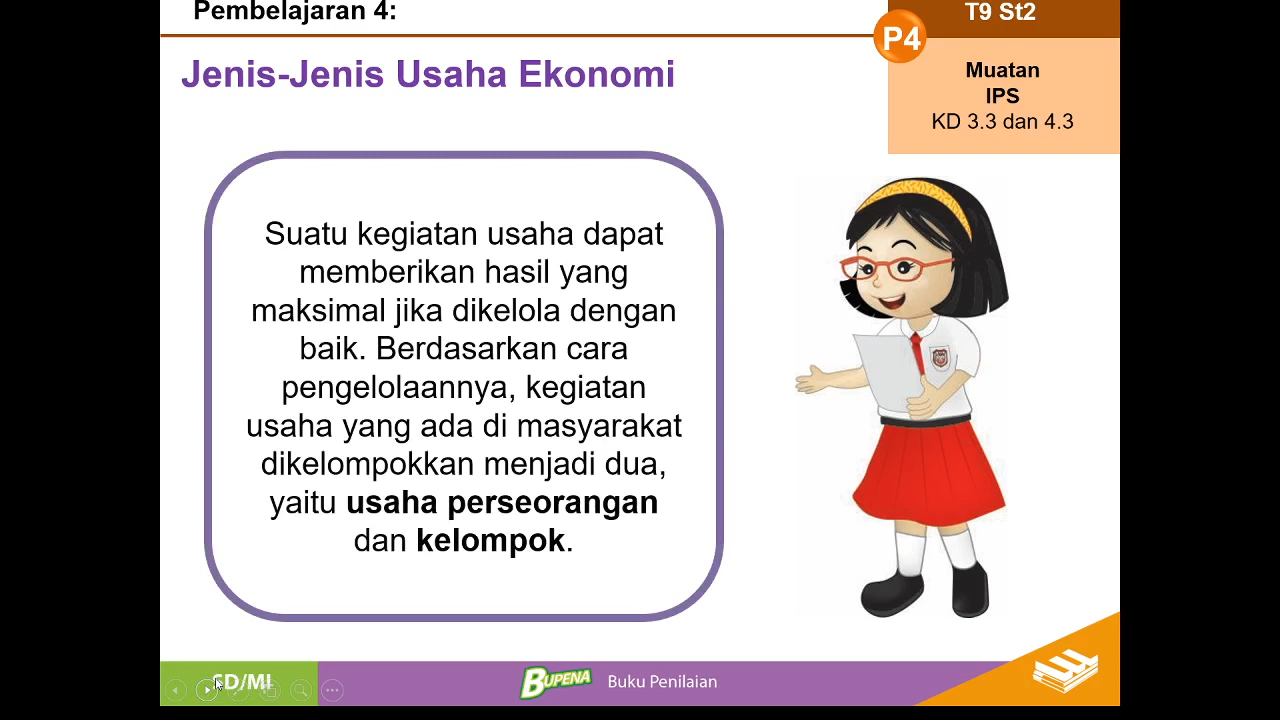 Pembelajaran 4:
T9 St2
P4
Jenis-Jenis Usaha Ekonomi
Muatan
IPS
KD 3.3 dan 4.3
Suatu kegiatan usaha dapat
memberikan hasil yang
maksimal jika dikelola dengan
baik. Berdasarkan cara
pengelolaannya, kegiatan
usaha yang ada di masyarakat
dikelompokkan menjadi dua,
yaitu usaha perseorangan
dan kelompok.
SD/MI
BUPENA
Buku Penilaian